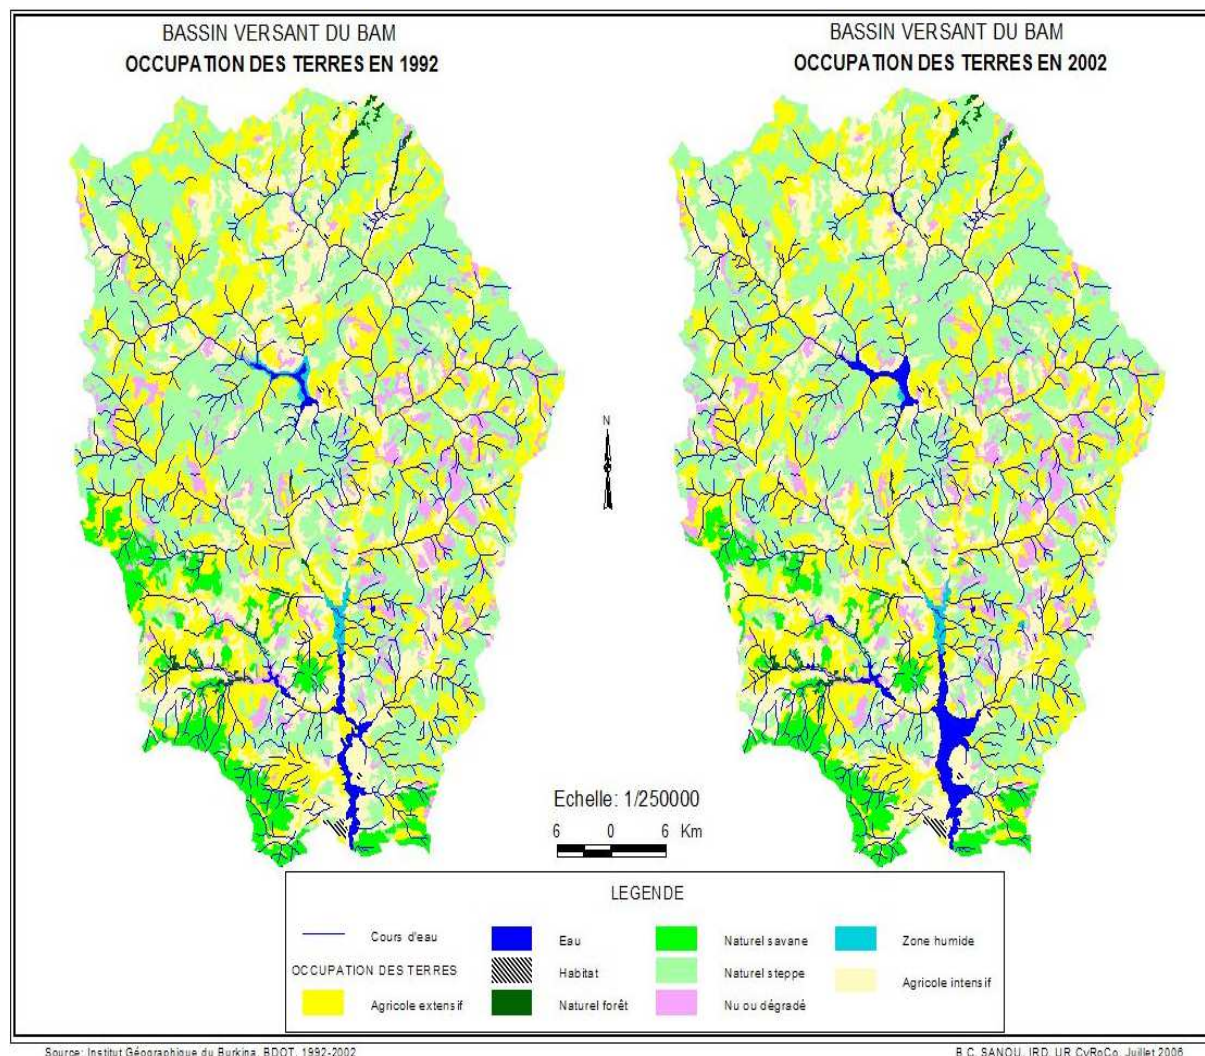 BASSIN VERSANT DU BAM
OCCUPATION DES TERRES EN 1992
BASSIN VERSANT DU BAM
OCCUPATION DES TERRES EN 2002
N
Echelle: 1/250000
6 0 6 Km
LEGENDE
Cours d'eau
OCCUPATION DES TERRES
Agricole extensif
Eau
Habitat
Naturel forêt
Naturel savane
Naturel steppe
Nu ou dégradé
Zone humide
Agricole intensif
Source: Institut Géographique du Burkina, BDOT, 1992-2002
B.C. SANOU, IRD, UR CyRoCo, Juillet 2006